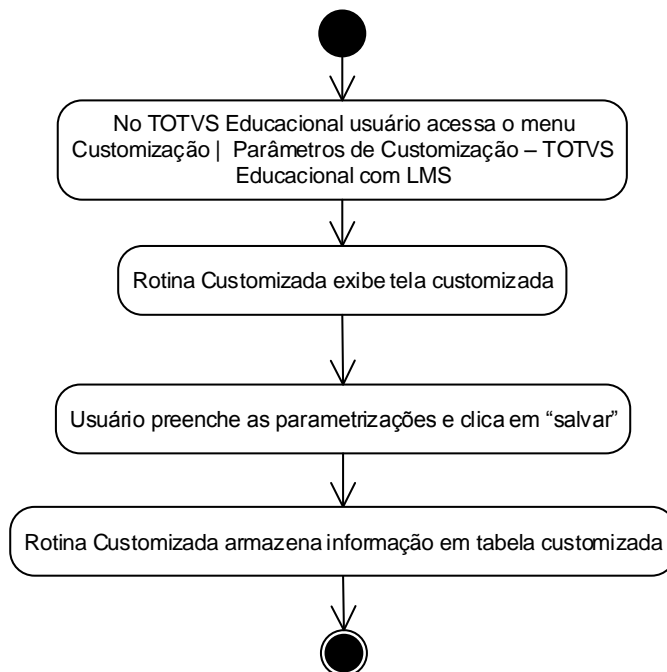 No TOTVS Educacional usuário acessa o menu
Customização | Parâmetros de Customização – TOTVS
Educacional com LMS
Rotina Customizada exibe tela customizada
Usuário preenche as parametrizações e clica em “salvar”
Rotina Customizada armazena informação em tabela customizada